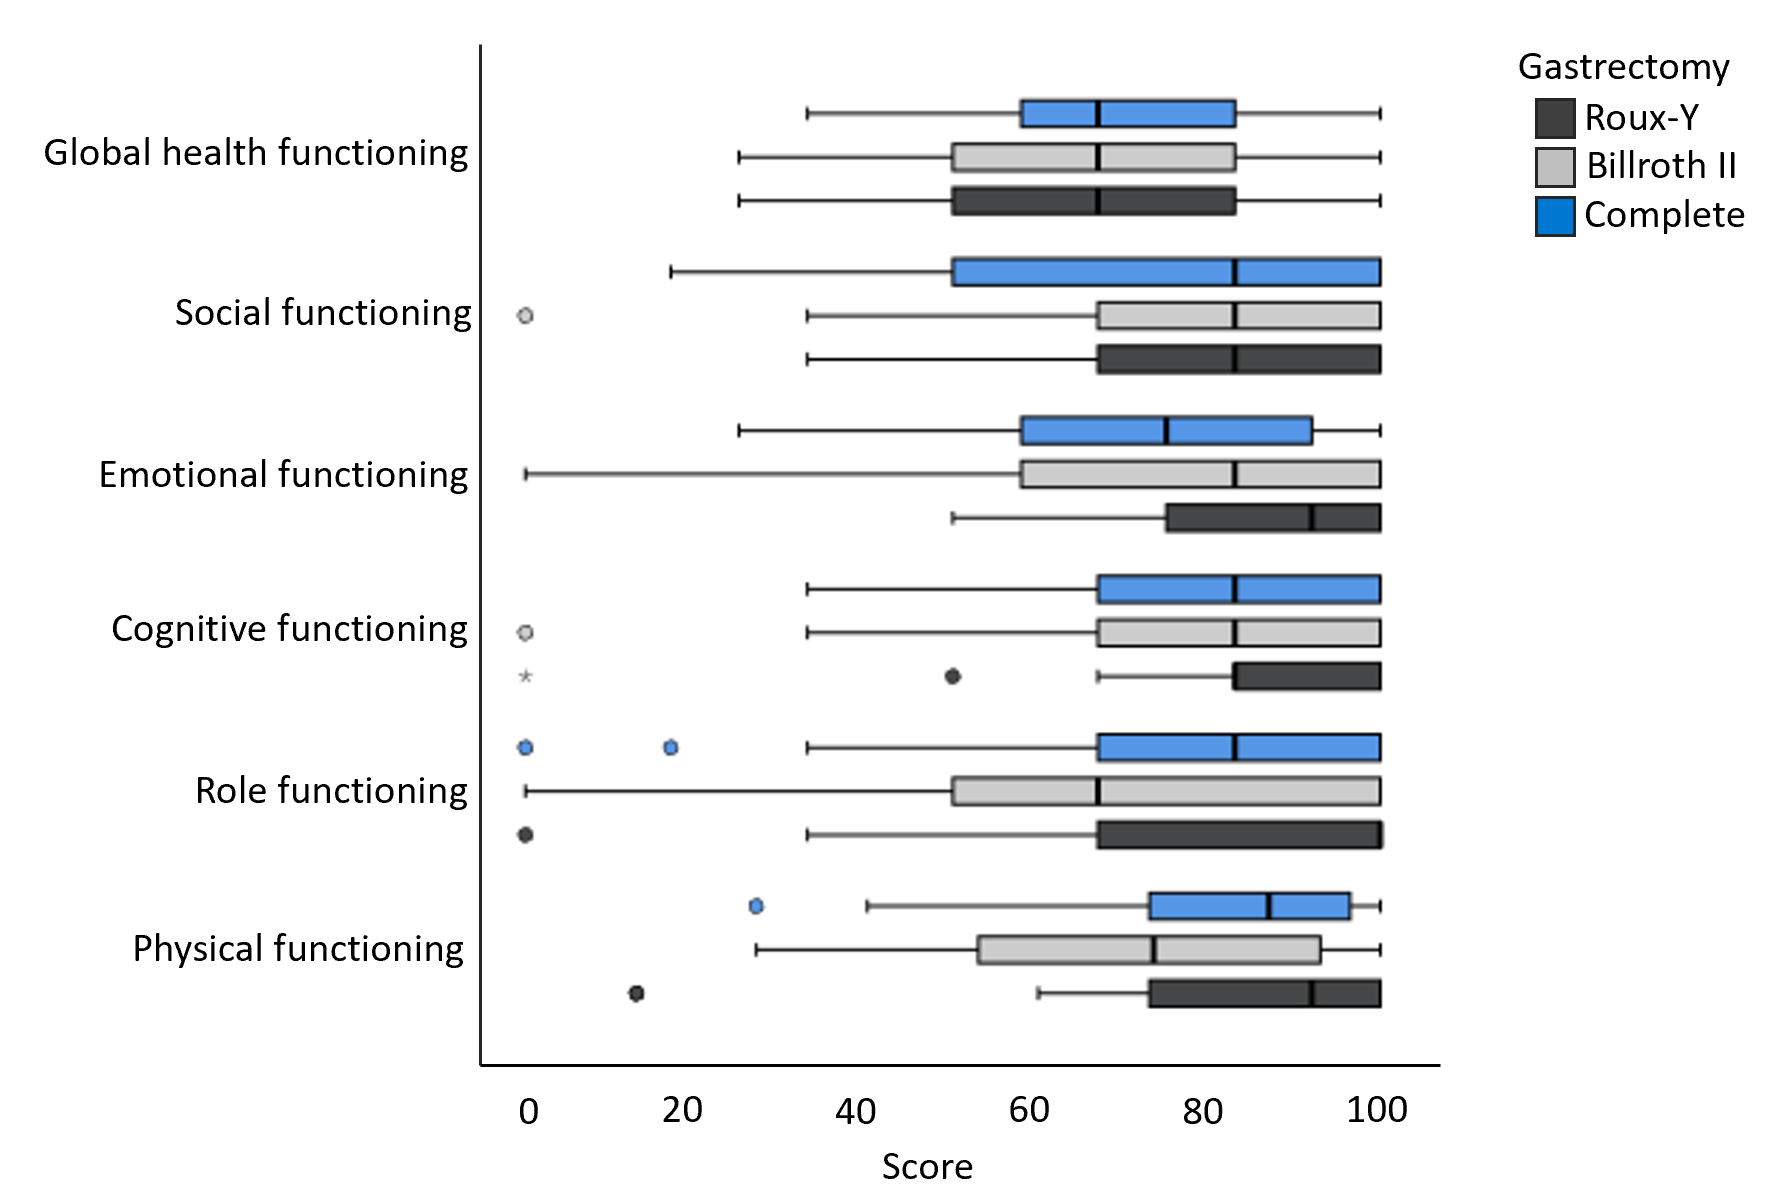 Gastrectomy
Roux-Y
Billroth II
Complete
Global health functioning
Social functioning
Emotional functioning
Cognitive functioning
Role functioning
Physical functioning
0 20 40 60 80 100
Score